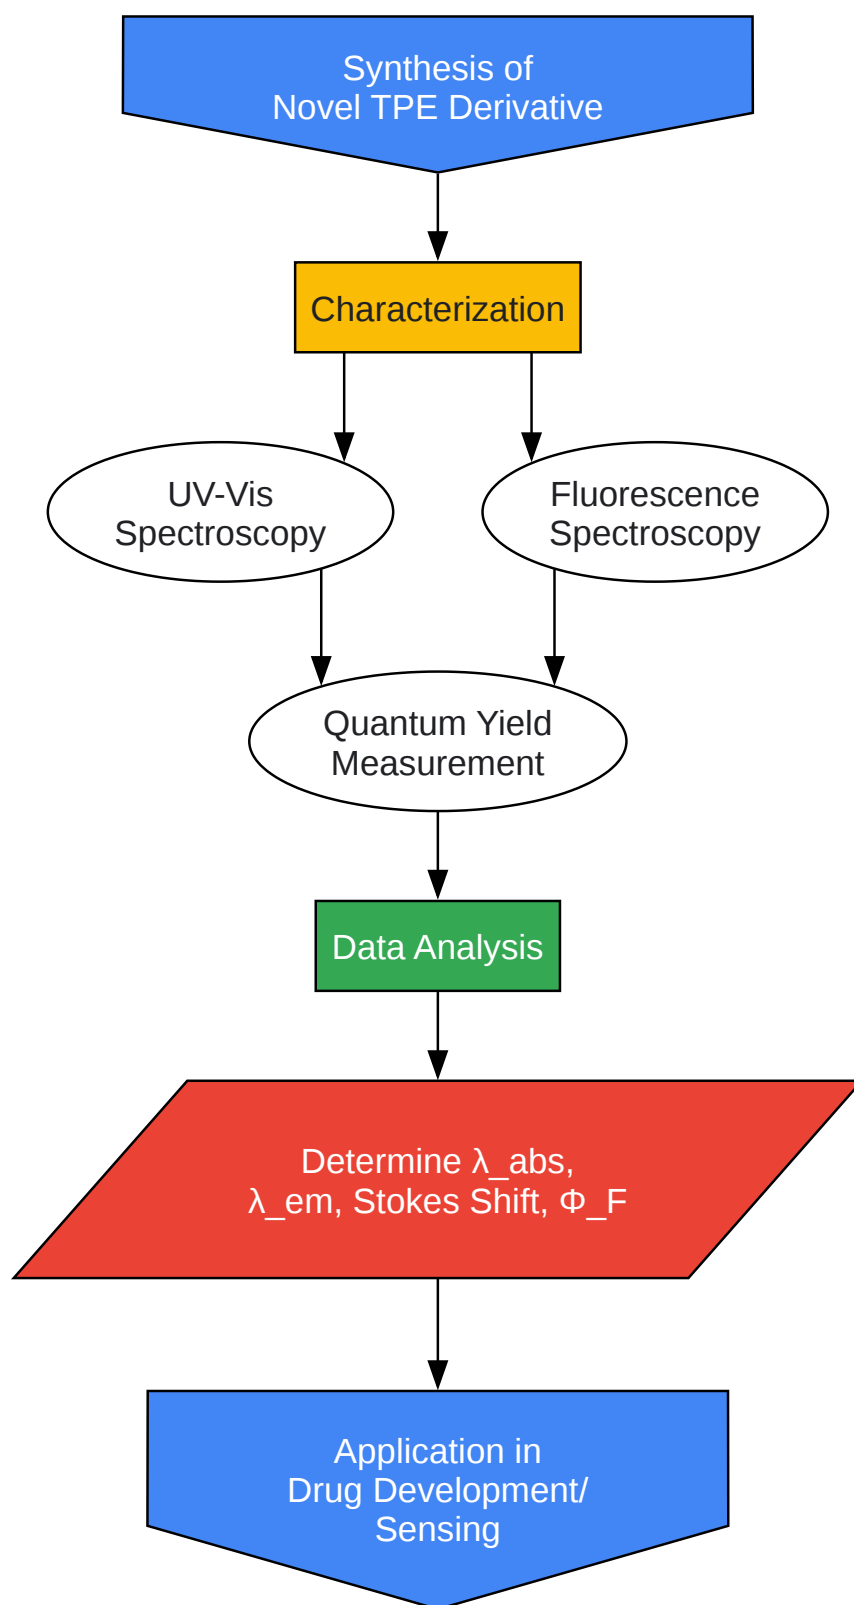 Synthesis of
Novel TPE Derivative
Characterization
UV-Vis
Spectroscopy
Fluorescence
Spectroscopy
Quantum Yield
Measurement
Data Analysis
Determine λ_abs,
λ_em, Stokes Shift, Φ_F
Application in
Drug Development/
Sensing